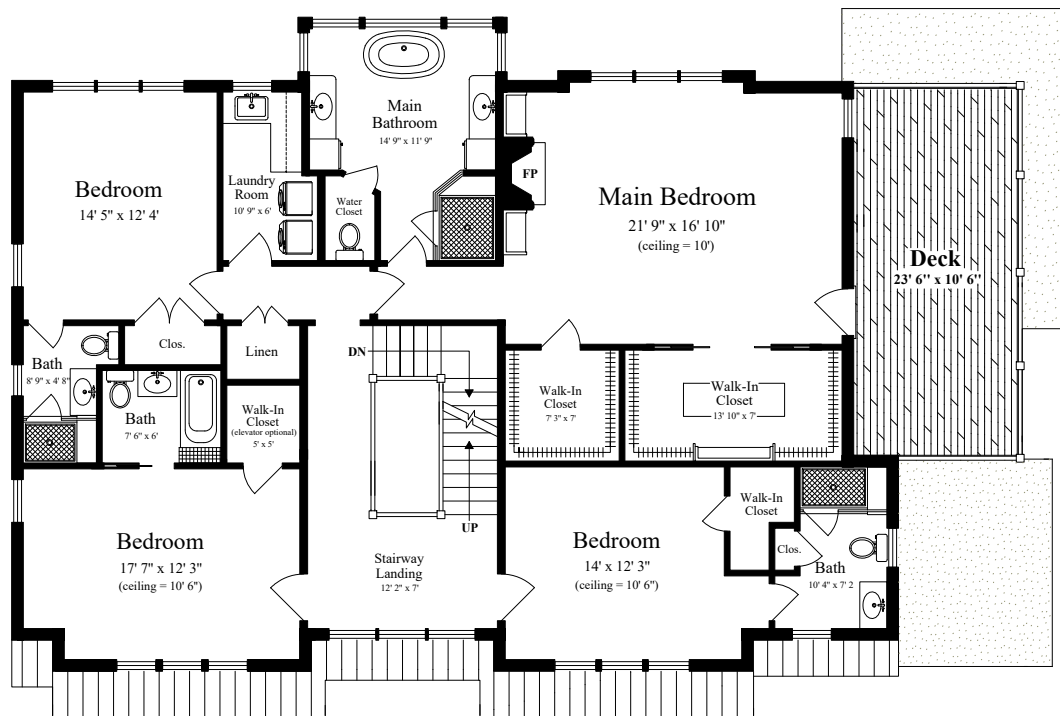 Main
Bathroom
14' 9" x 11' 9"
Bedroom
14' 5" x 12' 4'
Laundry
Room
10' 9" x 6'
Water
Closet
FP
Main Bedroom
21' 9" x 16' 10"
(ceiling = 10')
Deck
23' 6" x 10' 6"
Bath
8' 9" x 4' 8"
Clos.
Linen
DN
Bath
7' 6" x 6'
Walk-In
Closet
(elevator optional)
5' x 5'
Walk-In
Closet
7' 3" x 7'
Walk-In
Closet
13' 10" x 7'
UP
Bedroom
17' 7" x 12' 3"
(ceiling = 10' 6")
Stairway
Landing
12' 2" x 7'
Bedroom
14' x 12' 3"
(ceiling = 10' 6")
Walk-In
Closet
Clos.
Bath
10' 4" x 7' 2